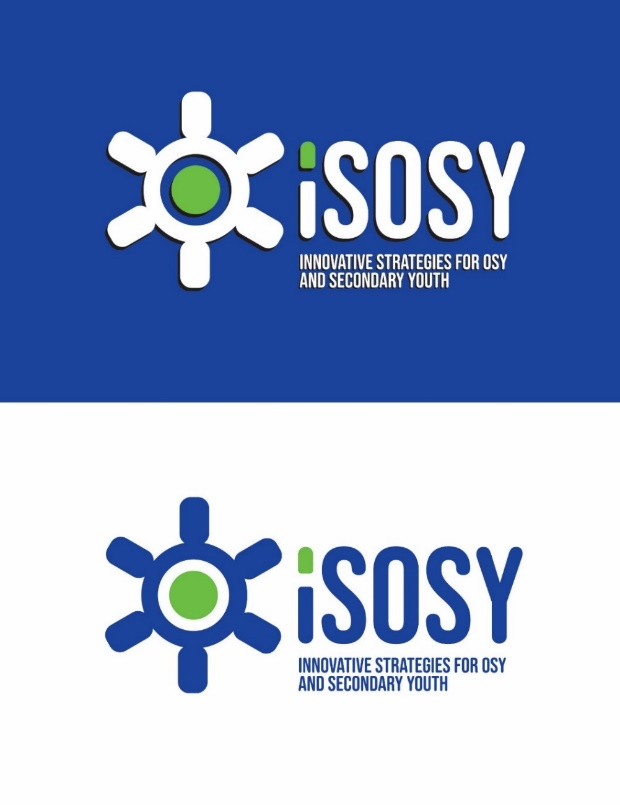 iSOSY
INNOVATIVE STRATEGIES FOR OSY
AND SECONDARY YOUTH
iSOSY
INNOVATIVE STRATEGIES FOR OSY
AND SECONDARY YOUTH